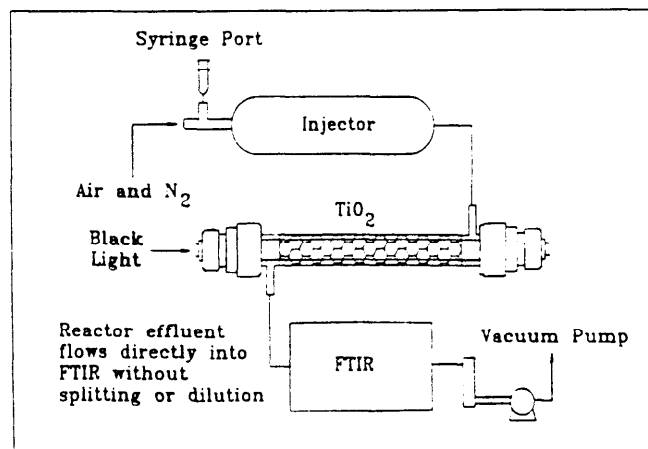 Syringe Port
Injector
Air and N2
TiO2
Black
Light
Reactor effluent
flows directly into
FTIR without
splitting or dilution
FTIR
Vacuum Pump